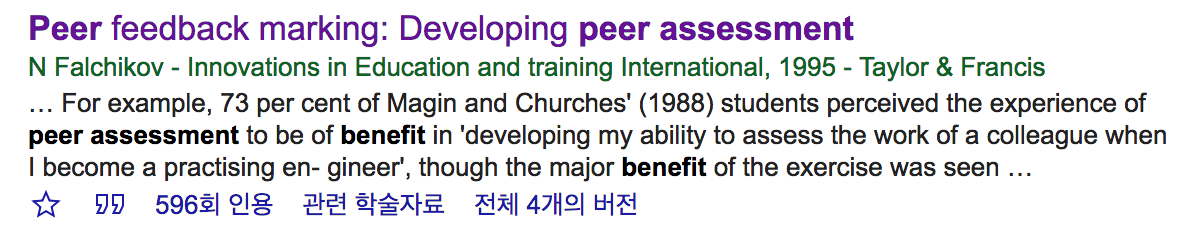 Peer feedback marking: Developing peer assessment
N Falchikov - Innovations in Education and training International, 1995 - Taylor & Francis
… For example, 73 per cent of Magin and Churches' (1988) students perceived the experience of
peer assessment to be of benefit in 'developing my ability to assess the work of a colleague when
I become a practising en- gineer', though the major benefit of the exercise was seen …
596회 인용 관련 학술자료 전체 4개의 버전